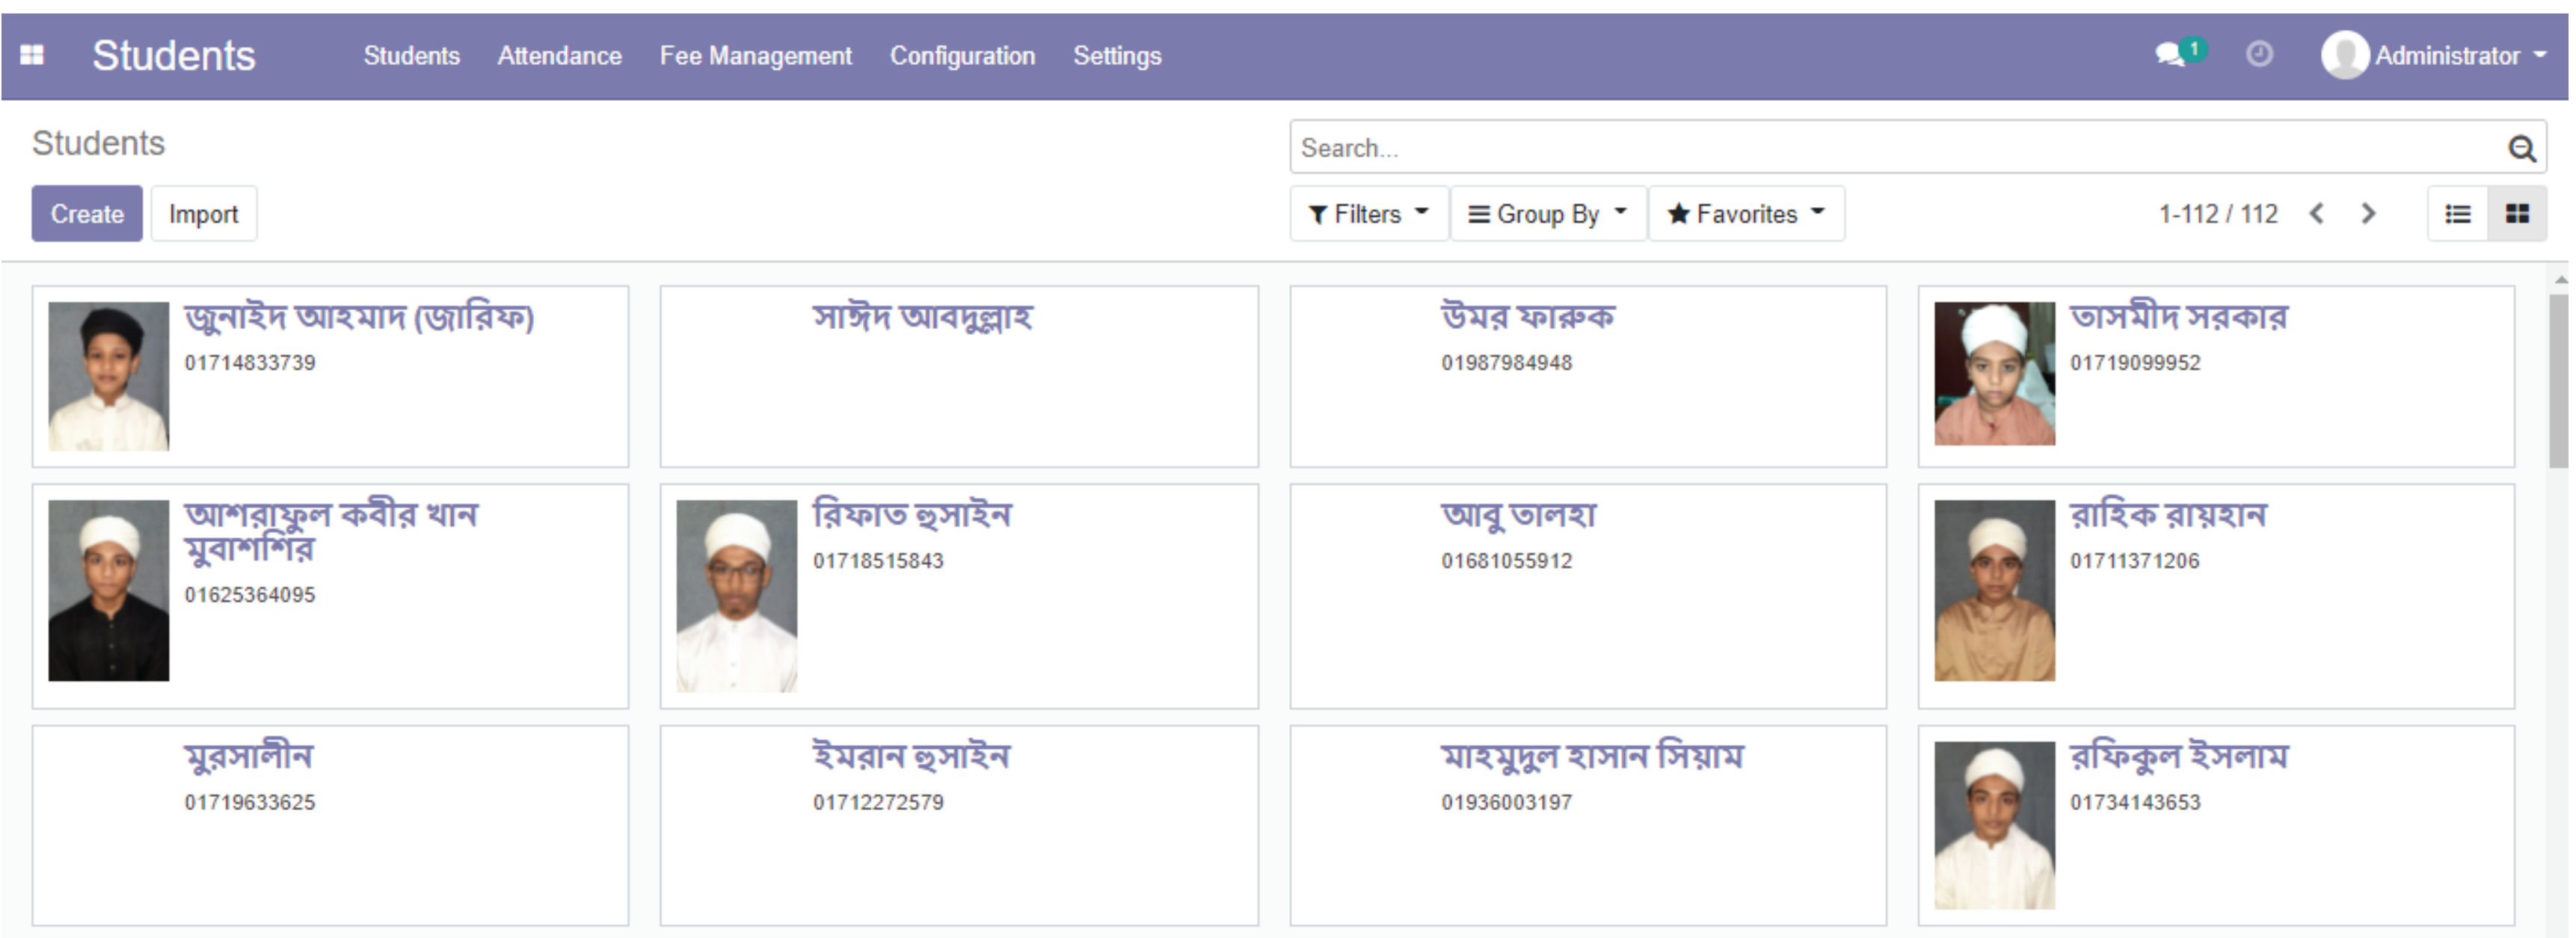 Students Students Attendance Fee Management Configuration Settings 1 Administrator
Students Search...
Create Import Filters Group By Favorites 1-112 / 112
জুনাইদ আহমাদ (জারিফ)
01714833739
সাঈদ আবদুল্লাহ
উমর ফারুক
01987984948
তাসমীদ সরকার
01719099952
আশরাফুল কবীর খান
মুবাশশির
01625364095
রিফাত হুসাইন
01718515843
আবু তালহা
01681055912
রাহিক রায়হান
01711371206
মুরসালীন
01719633625
ইমরান হুসাইন
01712272579
মাহমুদুল হাসান সিয়াম
01936003197
রফিকুল ইসলাম
01734143653